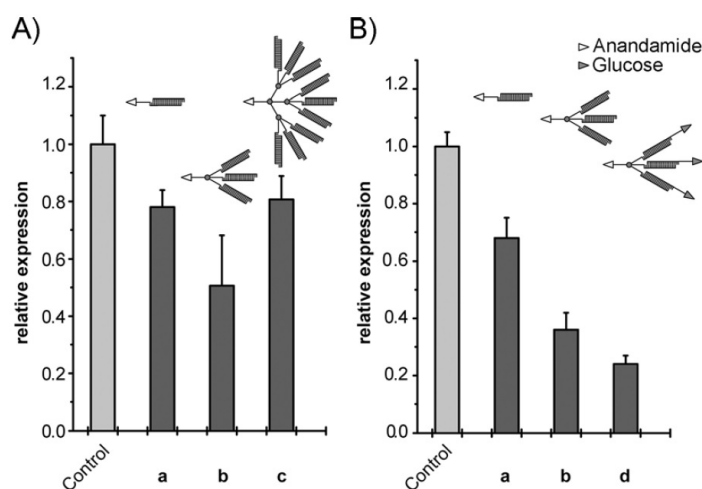 A)
relative expression
1.2
1.0
0.8
0.6
0.4
0.2
0.0
Control
a
b
c
B)
Anandamide
Glucose
relative expression
1.2
1.0
0.8
0.6
0.4
0.2
0.0
Control
a
b
d